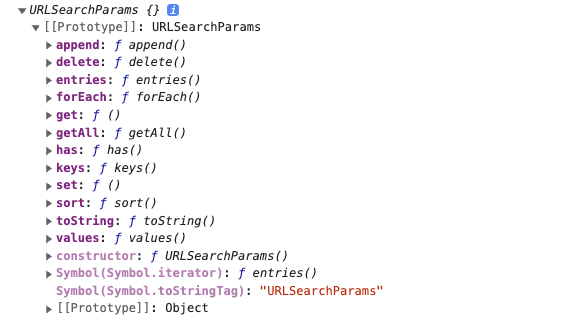 URLSearchParams {} i
[[Prototype]]: URLSearchParams
append: ƒ append()
delete: ƒ delete()
entries: ƒ entries()
forEach: ƒ forEach()
get: ƒ ()
getAll: ƒ getAll()
has: ƒ has()
keys: ƒ keys()
set: ƒ ()
sort: ƒ sort()
toString: ƒ toString()
values: ƒ values()
constructor: ƒ URLSearchParams()
Symbol(Symbol.iterator): ƒ entries()
Symbol(Symbol.toStringTag): "URLSearchParams"
[[Prototype]]: Object